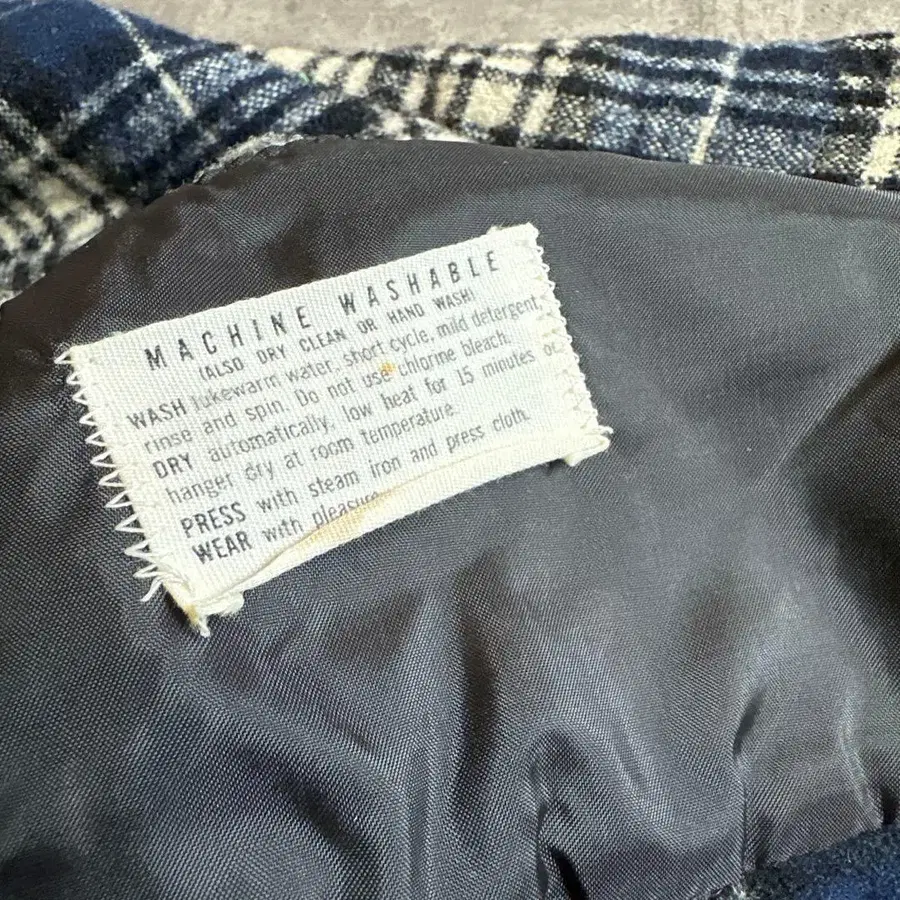 MACHINE WASHABLE
(ALSO DRY CLEAN OR HAND WASH)
WASH lukewarm water, short cycle, mild detergent,
rinse and spin. Do not use chlorine bleach.
DRY automatically, low heat for 15 minutes or
hanger dry at room temperature.
PRESS with steam iron and press cloth.
WEAR with pleasure